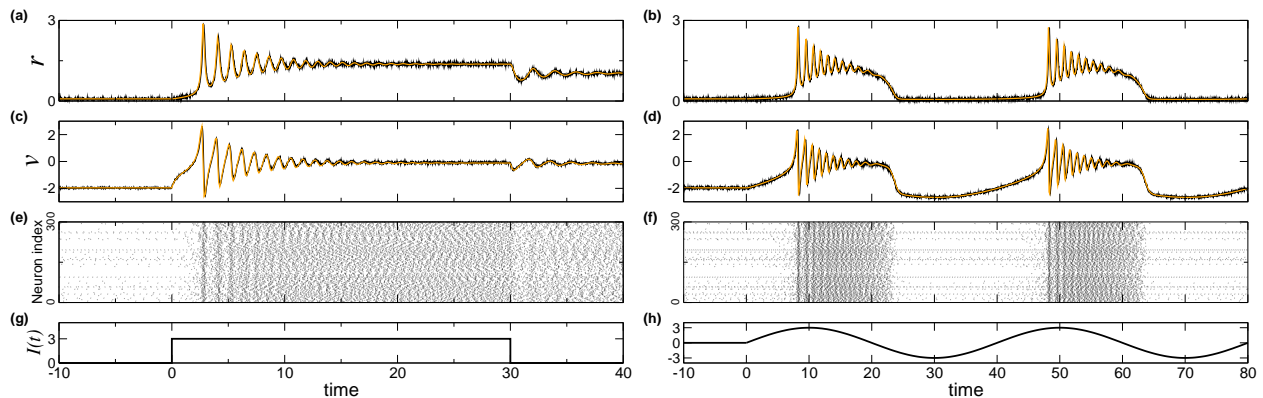 (a) (b)
r 3 0 3 0
(c) (d)
v 2 0 -2 2 0 -2
(e) (f)
Neuron index 300 0 300 0
(g) (h)
I(t) 3 0 3 0 -3
-10 0 10 20 30 40 -10 0 10 20 30 40 50 60 70 80
time time